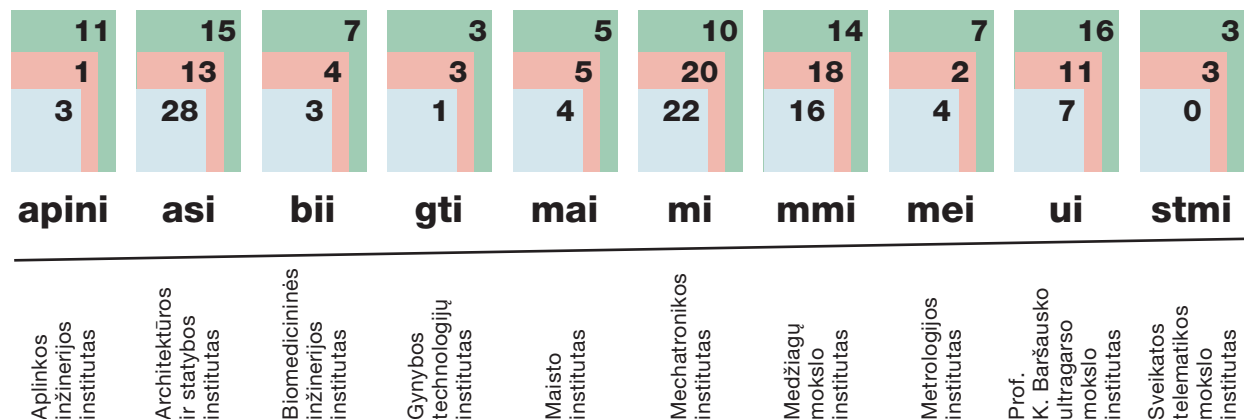 11 15 7 3 5 10 14 7 16 3
1 13 4 3 5 20 18 2 11 3
3 28 3 1 4 22 16 4 7 0
apini asi bii gti mai mi mmi mei ui stmi
Aplinkos
inžinerijos
institutas
Architektūros
ir statybos
institutas
Biomedicininės
inžinerijos
institutas
Gynybos
technologijų
institutas
Maisto
institutas
Mechatronikos
institutas
Medžiagų
mokslo
institutas
Metrologijos
institutas
Prof.
K. Baršausko
ultragarso
mokslo
institutas
Sveikatos
telematikos
mokslo
institutas